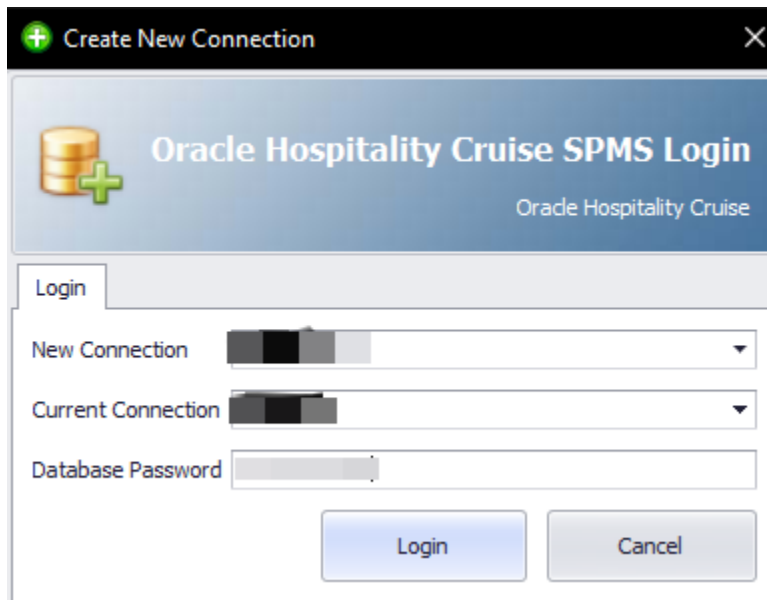 Create New Connection
Oracle Hospitality Cruise SPMS Login
Oracle Hospitality Cruise
Login
New Connection
Current Connection
Database Password
Login Cancel